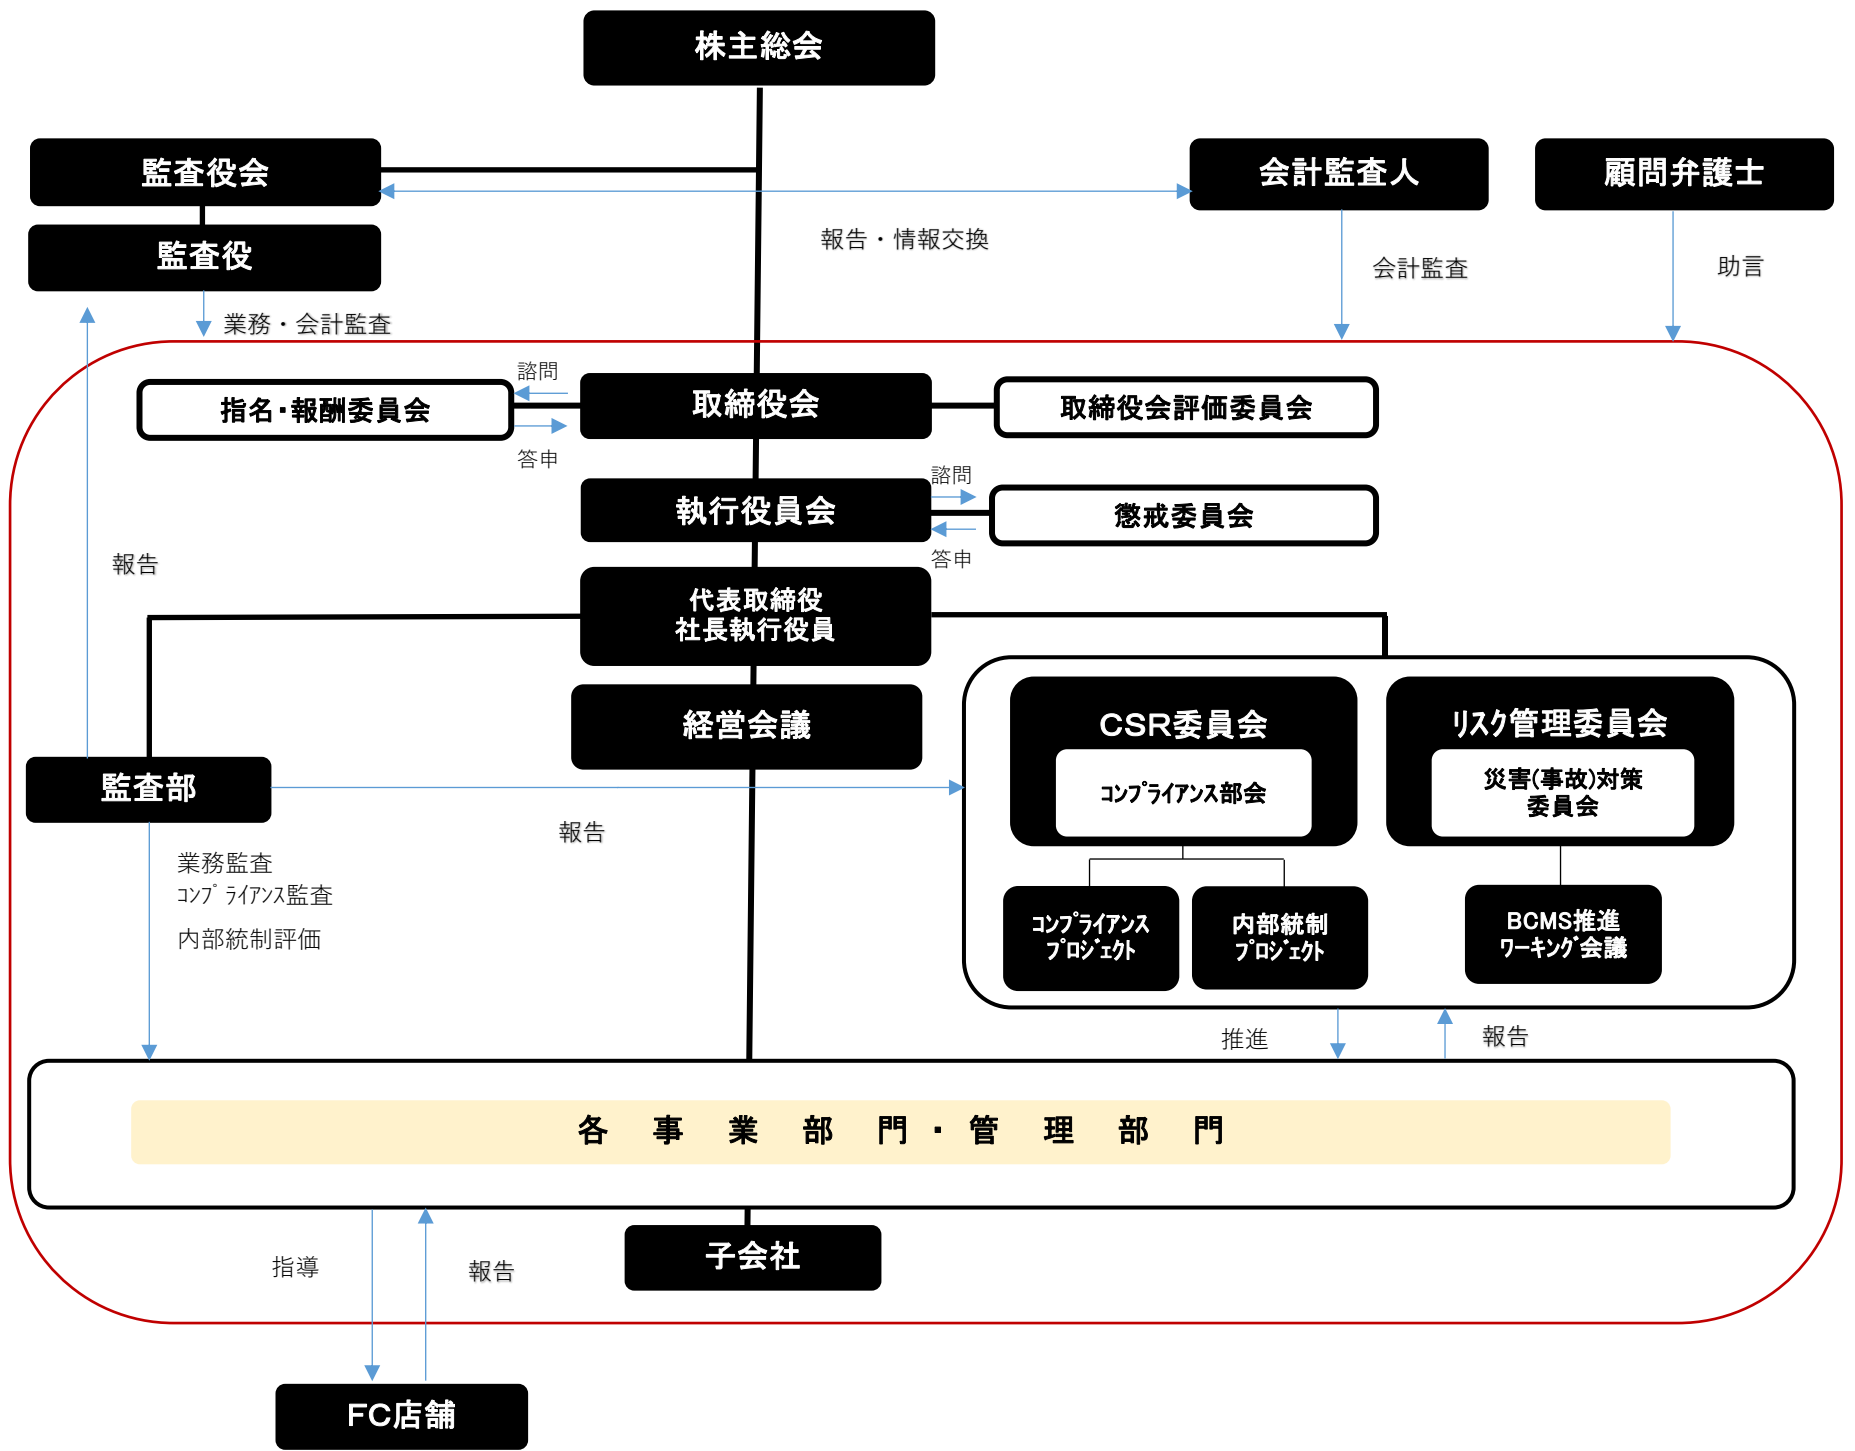 株主総会
監査役会
会計監査人
顧問弁護士
監査役
報告・情報交換
会計監査
助言
業務・会計監査
諮問
指名・報酬委員会
取締役会
取締役会評価委員会
答申
諮問
執行役員会
懲戒委員会
答申
報告
代表取締役
社長執行役員
経営会議
CSR委員会
ﾘｽｸ管理委員会
監査部
ｺﾝﾌﾟﾗｲｱﾝｽ部会
災害(事故)対策
委員会
報告
業務監査
ｺﾝﾌﾟﾗｲｱﾝｽ監査
内部統制評価
ｺﾝﾌﾟﾗｲｱﾝｽ
ﾌﾟﾛｼﾞｪｸﾄ
内部統制
ﾌﾟﾛｼﾞｪｸﾄ
BCMS推進
ﾜｰｷﾝｸﾞ会議
推進
報告
各事業部門・管理部門
子会社
指導
報告
FC店舗